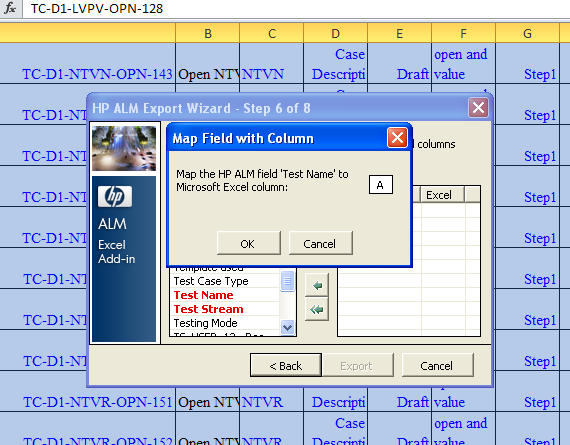 fx TC-D1-LVPV-OPN-128
B C D E F G
Case open and
TC-D1-NTVN-OPN-143 Open NTV NTVN Descripti Draft value Step1
HP ALM Export Wizard - Step 6 of 8
Map Field with Column
columns
Map the HP ALM field 'Test Name' to
Microsoft Excel column:
A
Excel
hp
ALM
Excel
Add-in
OK Cancel
Template used
Test Case Type
Test Name
Test Stream
Testing Mode
< Back Export Cancel
TC-D1-NT Step1
TC-D1-NT Step1
TC-D1-NT Step1
TC-D1-NT Step1
TC-D1-NT Step1
TC-D1-NT Step1
TC-D1-NT Step1
TC-D1-NTVR-OPN-151 Open NTV NTVR Descripti Draft value Step1
Case open and
TC-D1-NTVR-OPN-152 Open NTV NTVR Descripti Draft value Step1